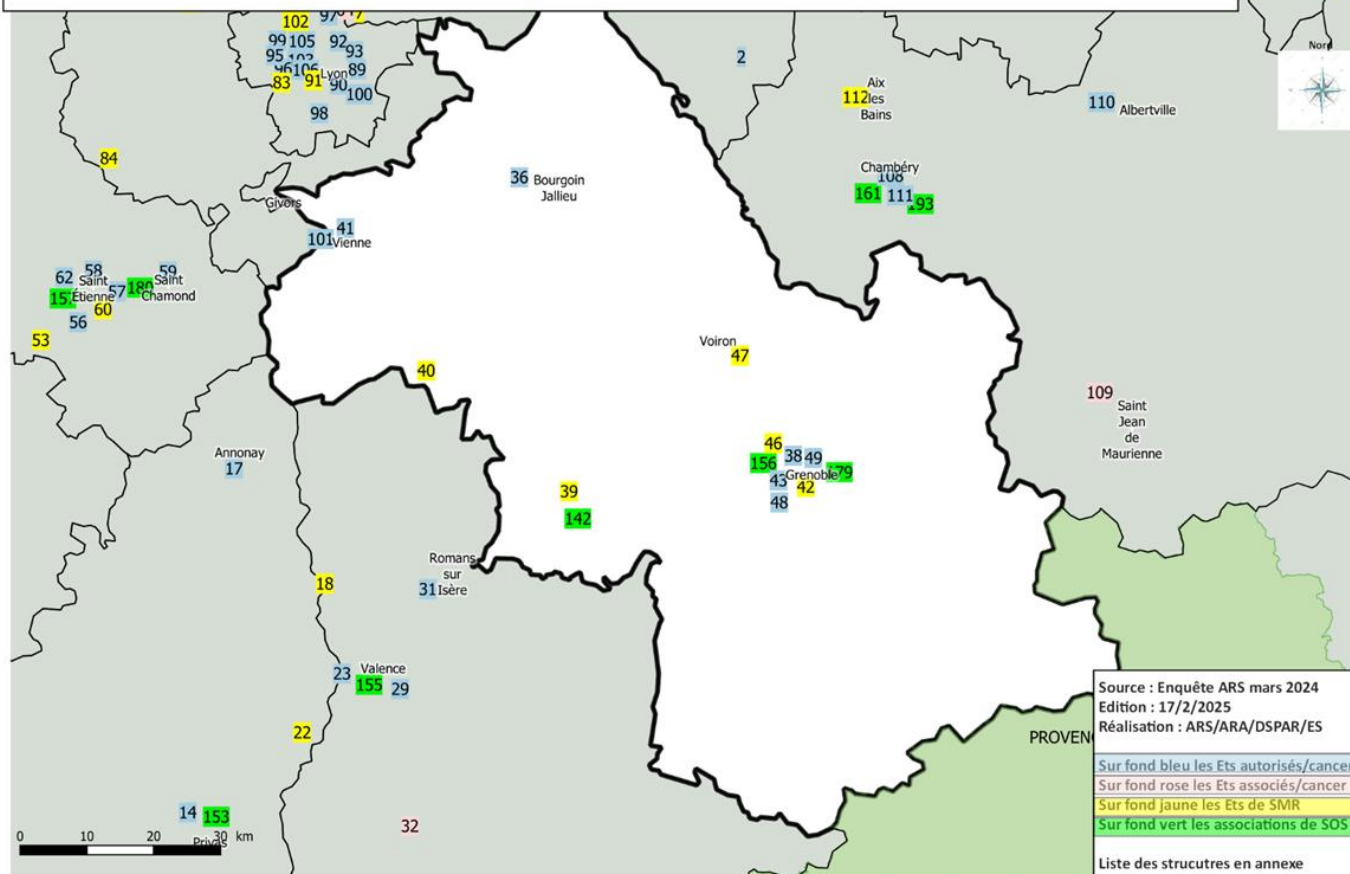 102
97
99 105
92
93
95
106
Lyon
89
83
91
90
100
98
2
Aix
les
Bains
112
110
Albertville
Nord
84
36
Bourgoin
Jallieu
Chambéry
108
161
111
193
Givors
41
101
Vienne
62
58
59
Saint
Étienne
57
180
Saint
Chamond
60
56
53
Voiron
47
40
109
Saint
Jean
de
Maurienne
Annonay
17
46
156
38
49
Grenoble
179
43
42
48
39
142
Romans
sur
Isère
31
18
23
Valence
155
29
22
14
153
Privas
32
0 10 20 30 km
PROVEN
Source : Enquête ARS mars 2024
Edition : 17/2/2025
Réalisation : ARS/ARA/DSPAR/ES
Sur fond bleu les Ets autorisés/cancer
Sur fond rose les Ets associés/cancer
Sur fond jaune les Ets de SMR
Sur fond vert les associations de SOS
Liste des strucutres en annexe